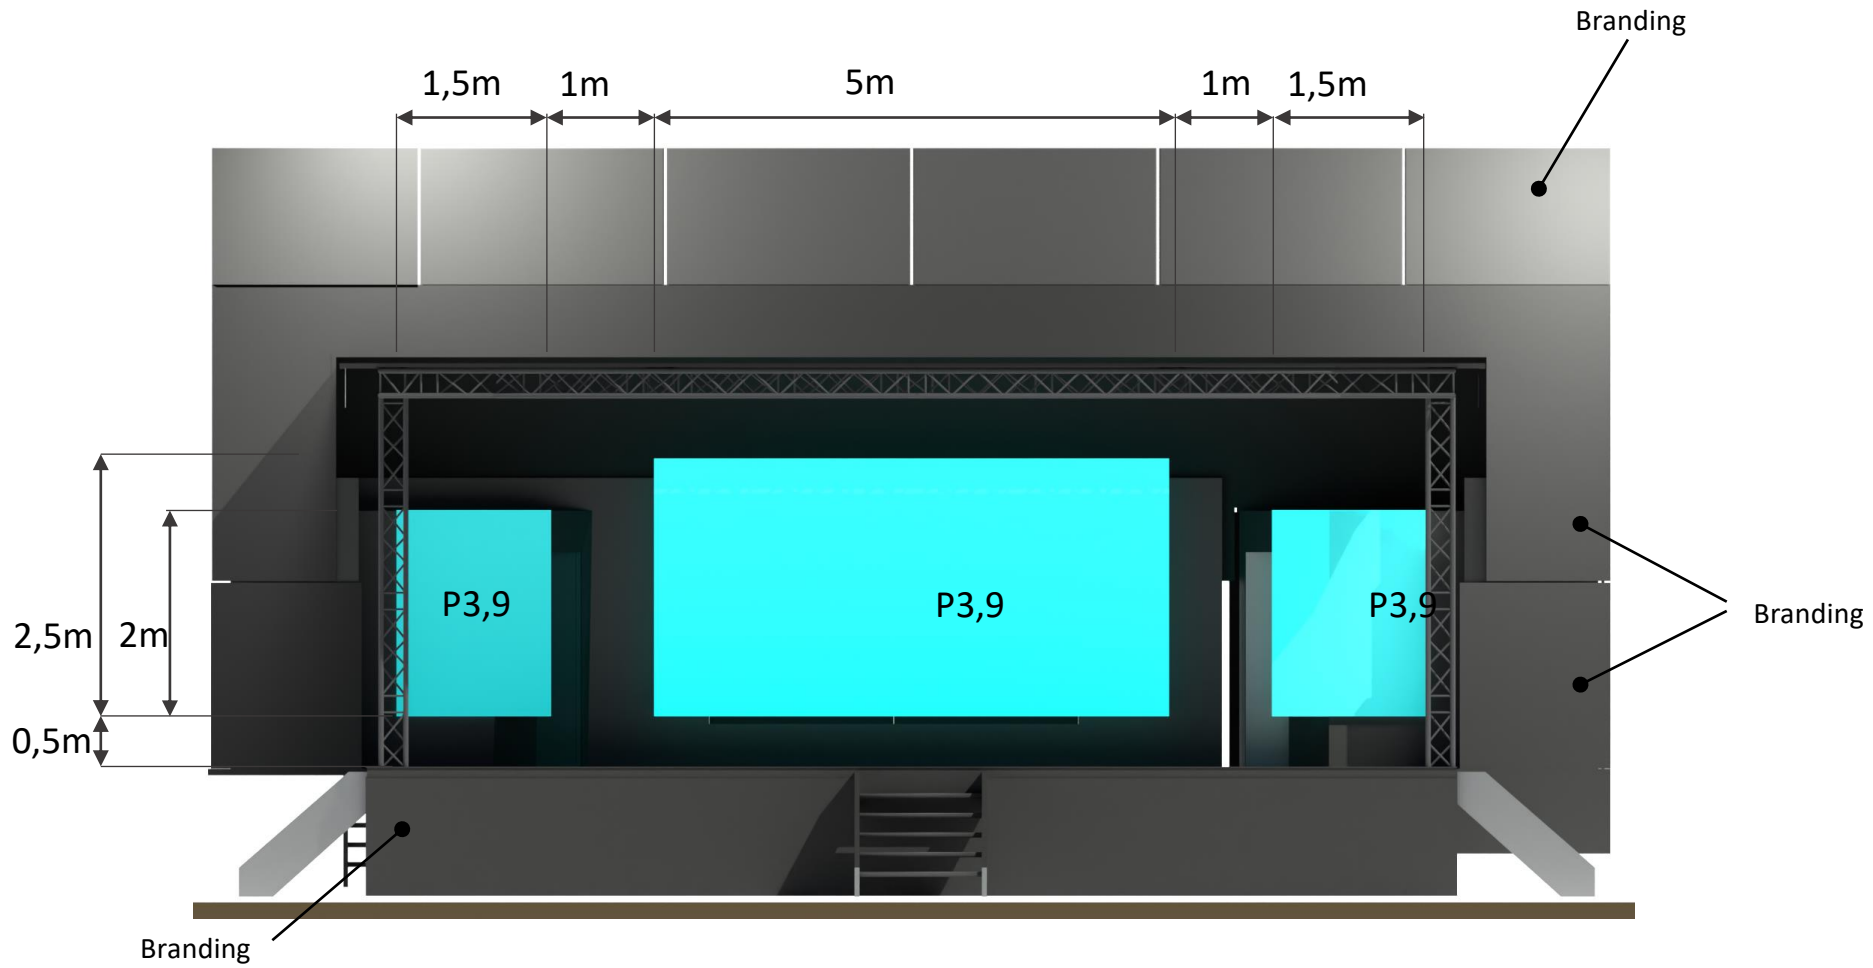 Branding
1,5m
1m
5m
1m
1,5m
P3,9
P3,9
P3,9
2,5m
2m
Branding
0,5m
Branding